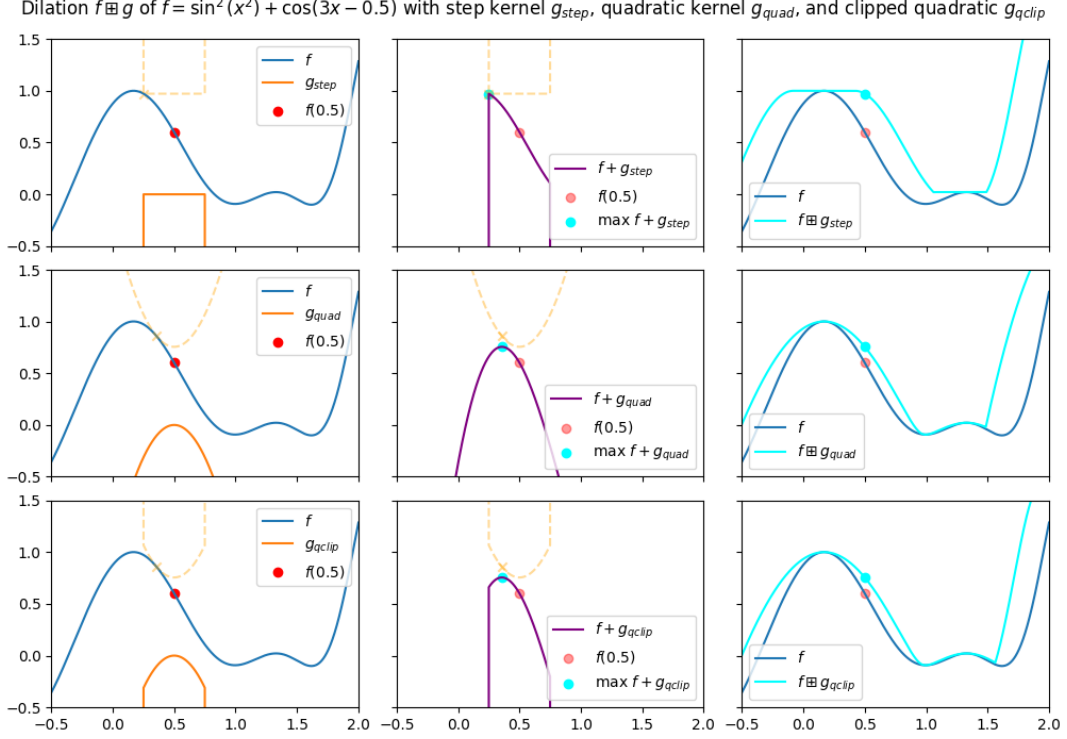 Dilation f ⊞ g of f = sin² (x²) + cos(3x − 0.5) with step kernel g_step, quadratic kernel g_quad, and clipped quadratic g_qclip
1.5
1.0
0.5
0.0
−0.5
f
g_step
f(0.5)
f + g_step
f(0.5)
max f + g_step
f
f ⊞ g_step
1.5
1.0
0.5
0.0
−0.5
f
g_quad
f(0.5)
f + g_quad
f(0.5)
max f + g_quad
f
f ⊞ g_quad
1.5
1.0
0.5
0.0
−0.5
f
g_qclip
f(0.5)
f + g_qclip
f(0.5)
max f + g_qclip
f
f ⊞ g_qclip
−0.5 0.0 0.5 1.0 1.5 2.0
−0.5 0.0 0.5 1.0 1.5 2.0
−0.5 0.0 0.5 1.0 1.5 2.0